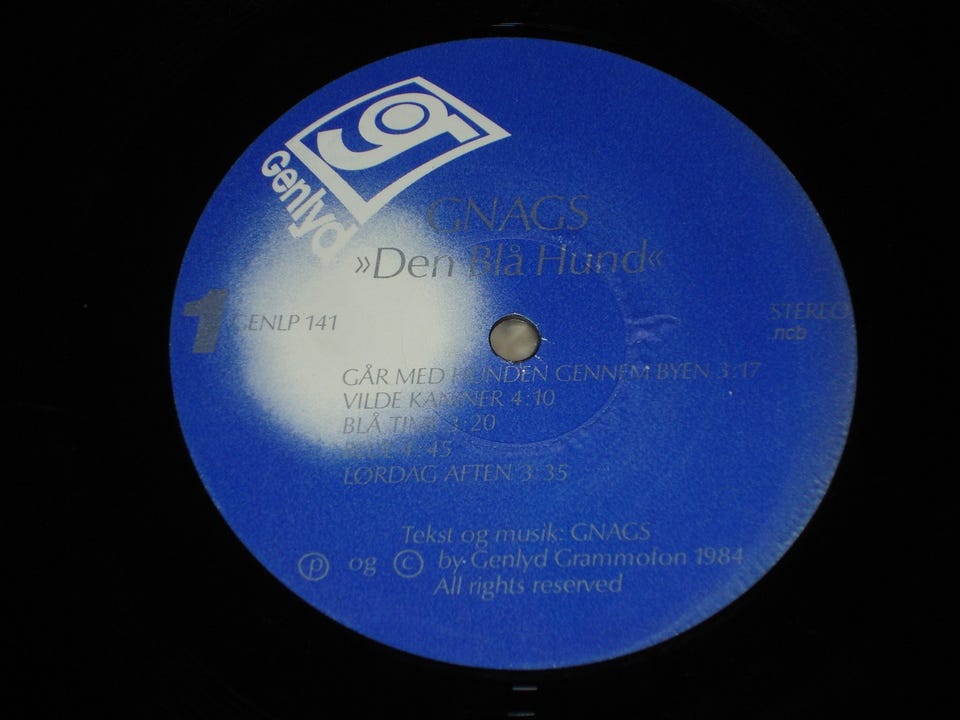 Genlyd
GNAGS
»Den Blå Hund«
1
GENLP 141
STEREO
ncb
GÅR MED HUNDEN GENNEM BYEN 3:17
VILDE KANINER 4:10
BLÅ TIME 3:20
4:45
LØRDAG AFTEN 3:35
Tekst og musik: GNAGS
P og C by Genlyd Grammofon 1984
All rights reserved